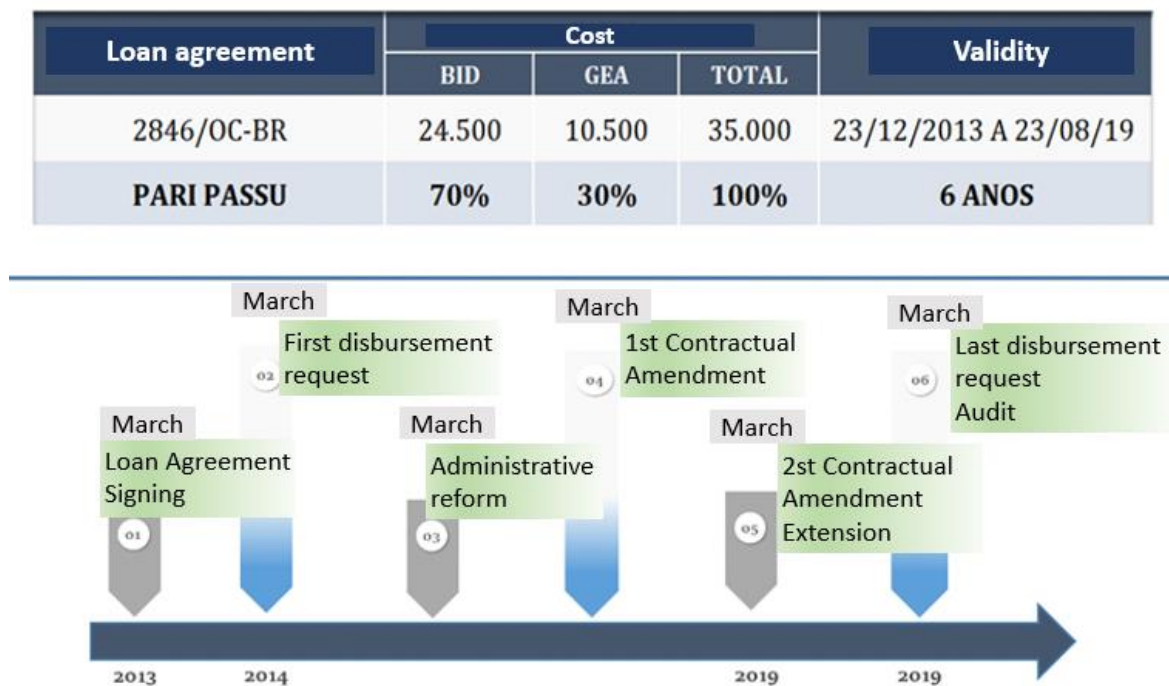 Loan agreement
Cost
Validity
BID GEA TOTAL
2846/OC-BR 24.500 10.500 35.000 23/12/2013 A 23/08/19
PARI PASSU 70% 30% 100% 6 ANOS
March
First disbursement
request
02
March
1st Contractual
Amendment
04
March
Last disbursement
request
Audit
06
March
Loan Agreement
Signing
01
March
Administrative
reform
03
March
2st Contractual
Amendment
Extension
05
2013 2014 2019 2019